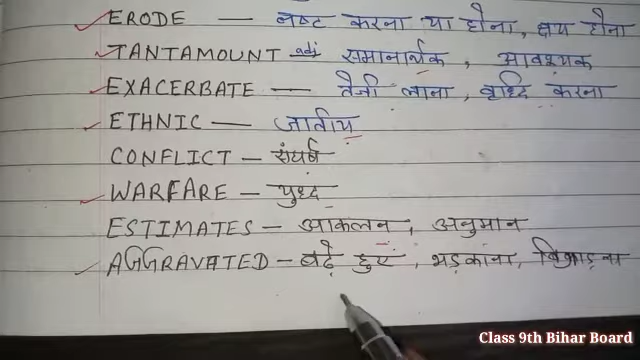 ERODE — नष्ट करना या होना, क्षय होना
TANTAMOUNT adj समानार्थक, आवश्यक
EXACERBATE — तेजी लाना, वृध्दि करना
ETHNIC — जातीय
CONFLICT – संघर्ष
WARFARE – युध्द
ESTIMATES – आकलन, अनुमान
AGGRAVATED – बढ़े हुए, भड़काना, बिगाड़ना
Class 9th Bihar Board